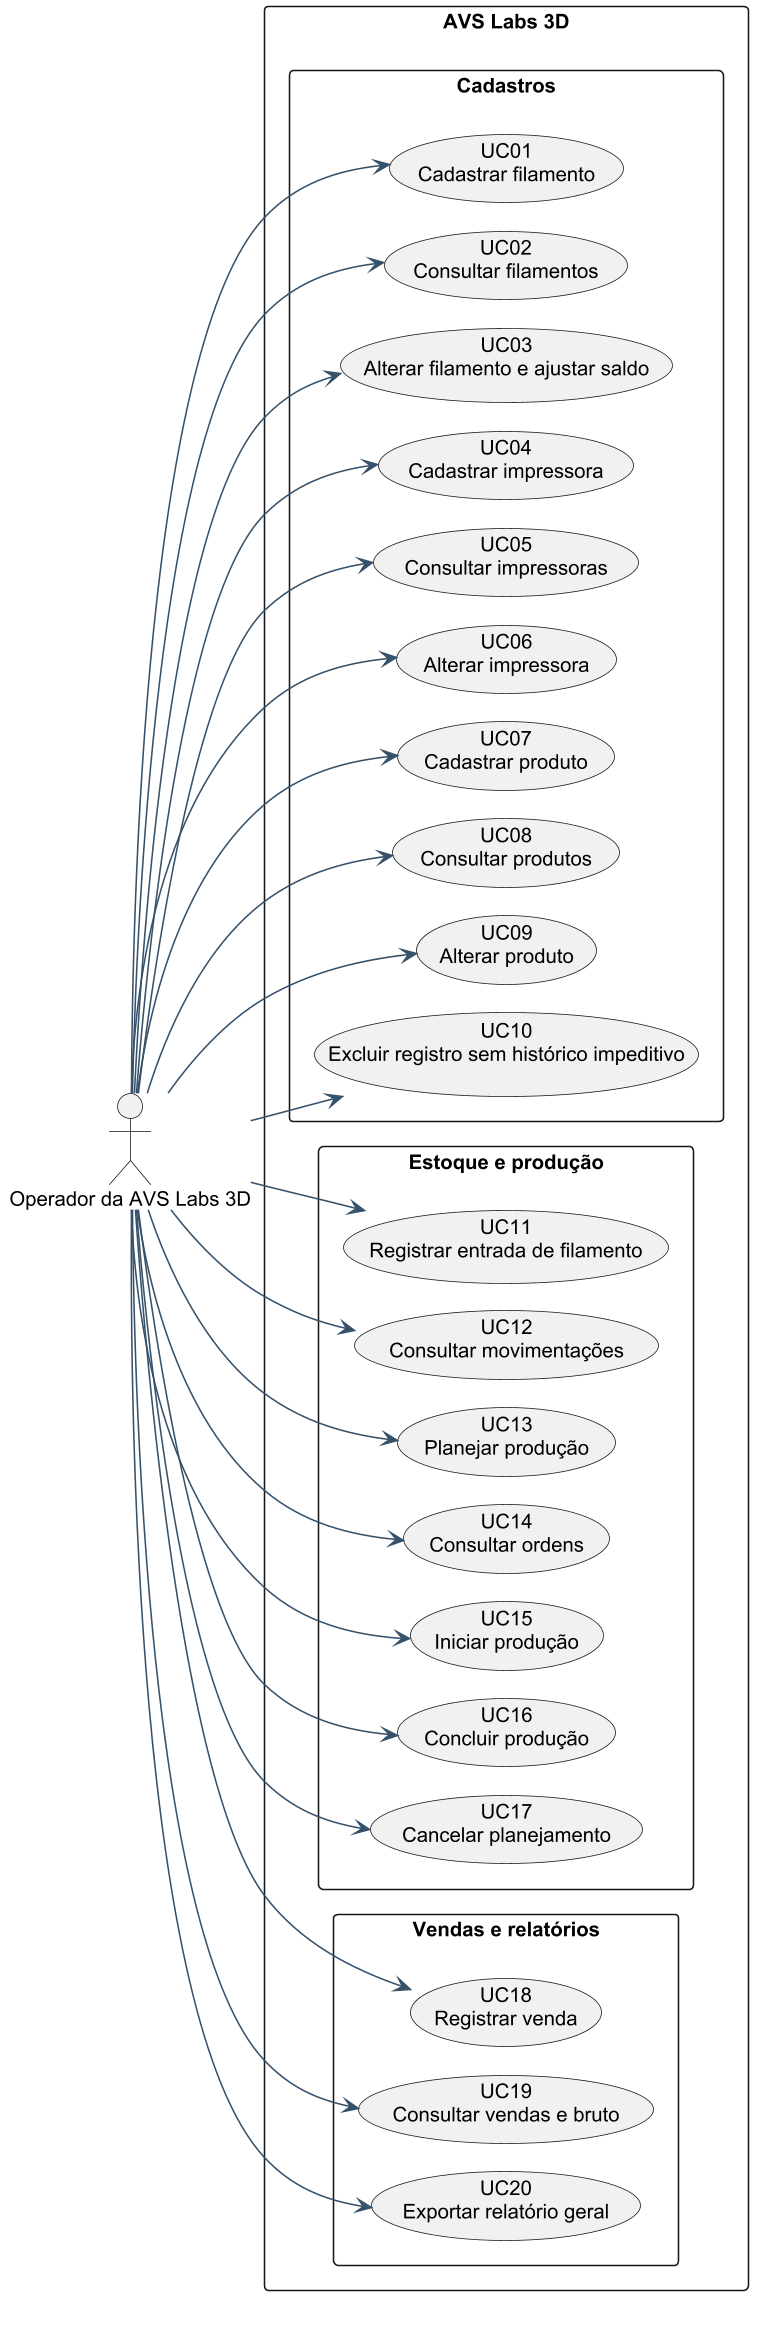 AVS Labs 3D
Cadastros
UC01
Cadastrar filamento
UC02
Consultar filamentos
UC03
Alterar filamento e ajustar saldo
UC04
Cadastrar impressora
UC05
Consultar impressoras
UC06
Alterar impressora
UC07
Cadastrar produto
UC08
Consultar produtos
UC09
Alterar produto
UC10
Excluir registro sem histórico impeditivo
Operador da AVS Labs 3D
Estoque e produção
UC11
Registrar entrada de filamento
UC12
Consultar movimentações
UC13
Planejar produção
UC14
Consultar ordens
UC15
Iniciar produção
UC16
Concluir produção
UC17
Cancelar planejamento
Vendas e relatórios
UC18
Registrar venda
UC19
Consultar vendas e bruto
UC20
Exportar relatório geral